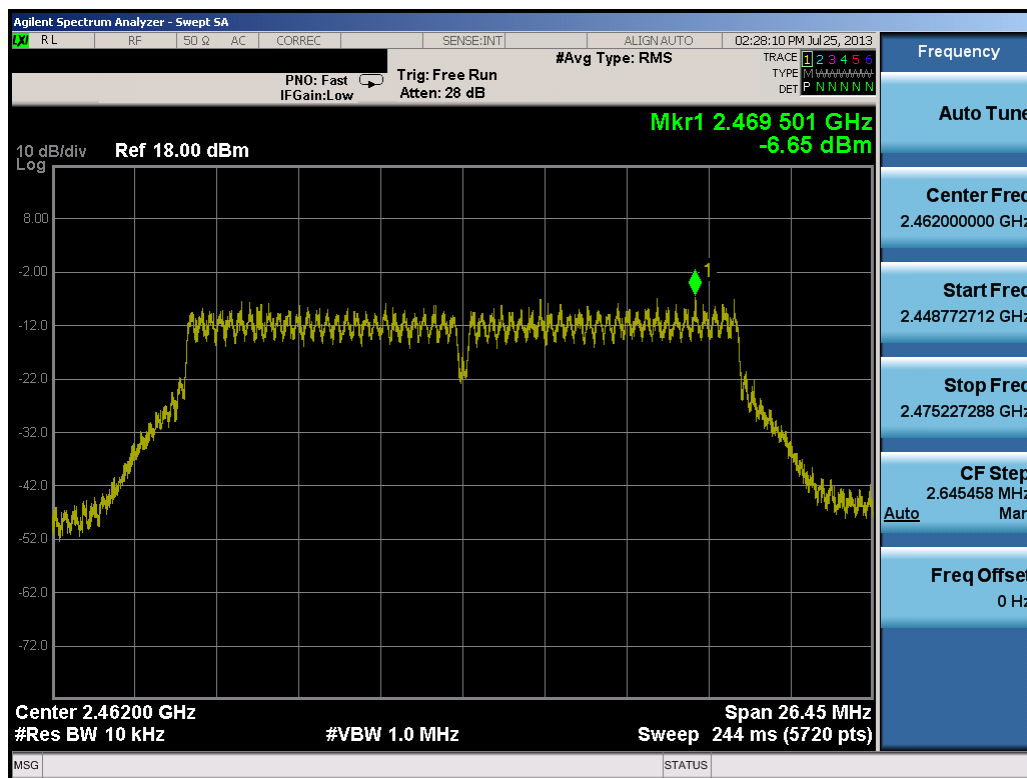 Agilent Spectrum Analyzer - Swept SA
LXI RL RF 50 Ω AC CORREC SENSE:INT ALIGN AUTO 02:28:10 PM Jul 25, 2013
#Avg Type: RMS
TRACE 1 2 3 4 5 6
PNO: Fast Trig: Free Run TYPE M W W W W W
IFGain:Low Atten: 28 dB DET P N N N N N
Mkr1 2.469 501 GHz
-6.65 dBm
10 dB/div Ref 18.00 dBm
Log
1
8.00
-2.00
-12.0
-22.0
-32.0
-42.0
-52.0
-62.0
-72.0
Center 2.46200 GHz Span 26.45 MHz
#Res BW 10 kHz #VBW 1.0 MHz Sweep 244 ms (5720 pts)
MSG STATUS
Frequency
Auto Tune
Center Freq
2.462000000 GHz
Start Freq
2.448772712 GHz
Stop Freq
2.475227288 GHz
CF Step
2.645458 MHz
Auto Man
Freq Offset
0 Hz